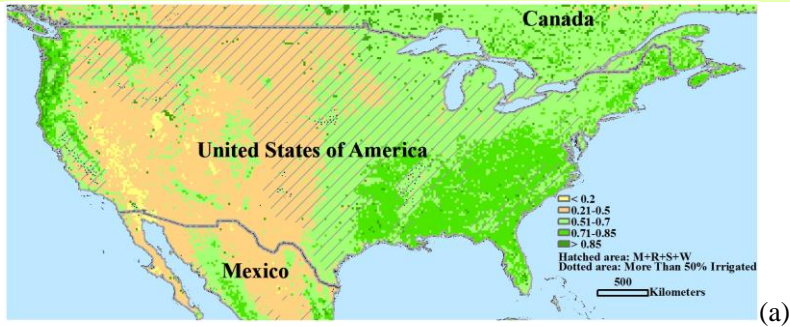 Canada
United States of America
Mexico
< 0.2
0.21-0.5
0.51-0.7
0.71-0.85
> 0.85
Hatched area: M+R+S+W
Dotted area: More Than 50% Irrigated
500
Kilometers
(a)